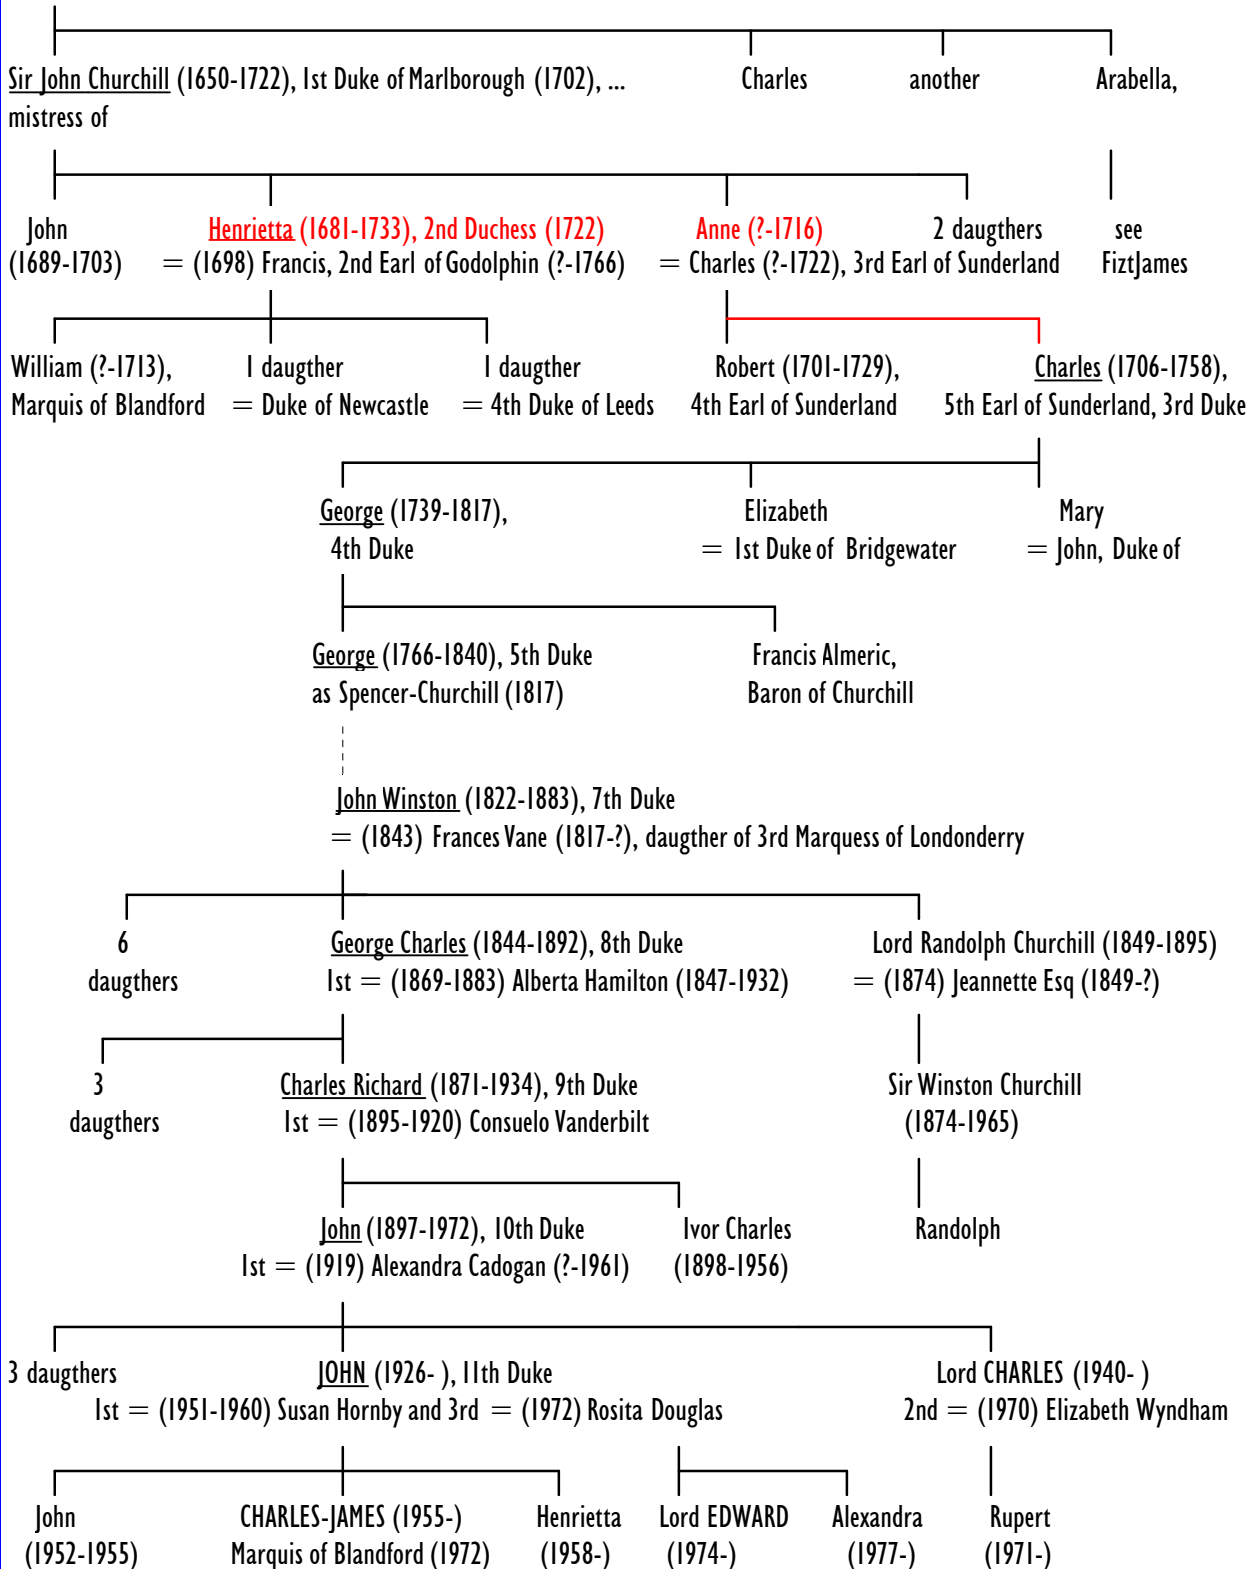 Sir John Churchill (1650-1722), 1st Duke of Marlborough (1702), ... Charles another Arabella,
mistress of
John Henrietta (1681-1733), 2nd Duchess (1722) Anne (?-1716) 2 daugthers see
(1689-1703) = (1698) Francis, 2nd Earl of Godolphin (?-1766) = Charles (?-1722), 3rd Earl of Sunderland FiztJames
William (?-1713), 1 daugther 1 daugther Robert (1701-1729), Charles (1706-1758),
Marquis of Blandford = Duke of Newcastle = 4th Duke of Leeds 4th Earl of Sunderland 5th Earl of Sunderland, 3rd Duke
George (1739-1817), Elizabeth Mary
4th Duke = 1st Duke of Bridgewater = John, Duke of
George (1766-1840), 5th Duke Francis Almeric,
as Spencer-Churchill (1817) Baron of Churchill
John Winston (1822-1883), 7th Duke
= (1843) Frances Vane (1817-?), daugther of 3rd Marquess of Londonderry
6 George Charles (1844-1892), 8th Duke Lord Randolph Churchill (1849-1895)
daugthers 1st = (1869-1883) Alberta Hamilton (1847-1932) = (1874) Jeannette Esq (1849-?)
3 Charles Richard (1871-1934), 9th Duke Sir Winston Churchill
daugthers 1st = (1895-1920) Consuelo Vanderbilt (1874-1965)
John (1897-1972), 10th Duke Ivor Charles Randolph
1st = (1919) Alexandra Cadogan (?-1961) (1898-1956)
3 daugthers JOHN (1926- ), 11th Duke Lord CHARLES (1940- )
1st = (1951-1960) Susan Hornby and 3rd = (1972) Rosita Douglas 2nd = (1970) Elizabeth Wyndham
John CHARLES-JAMES (1955-) Henrietta Lord EDWARD Alexandra Rupert
(1952-1955) Marquis of Blandford (1972) (1958-) (1974-) (1977-) (1971-)